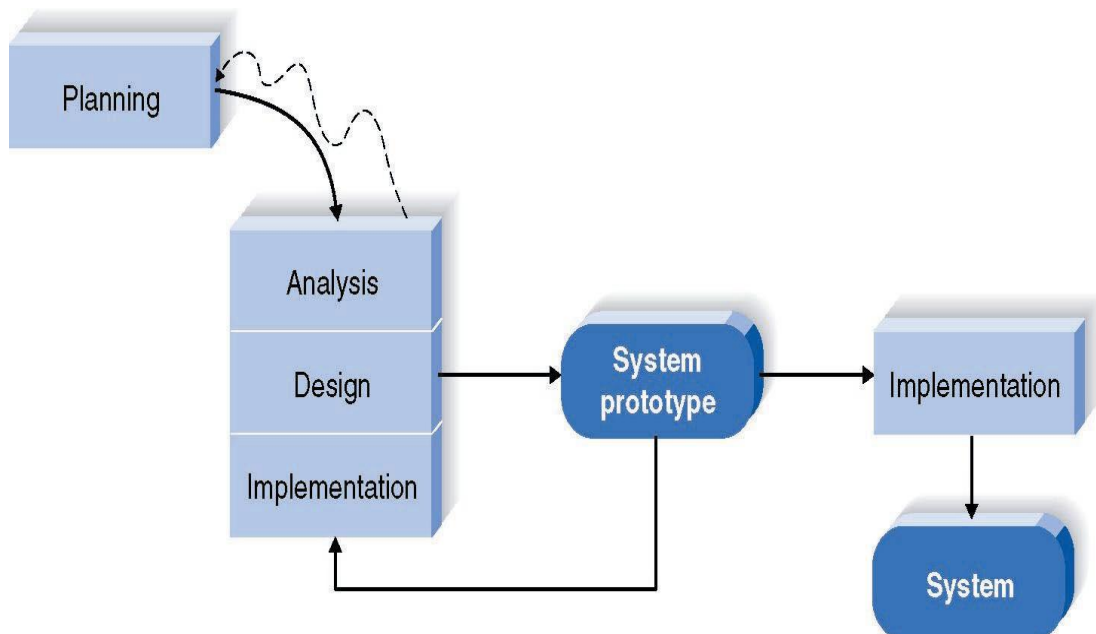 Planning
Analysis
Design
Implementation
System
prototype
Implementation
System